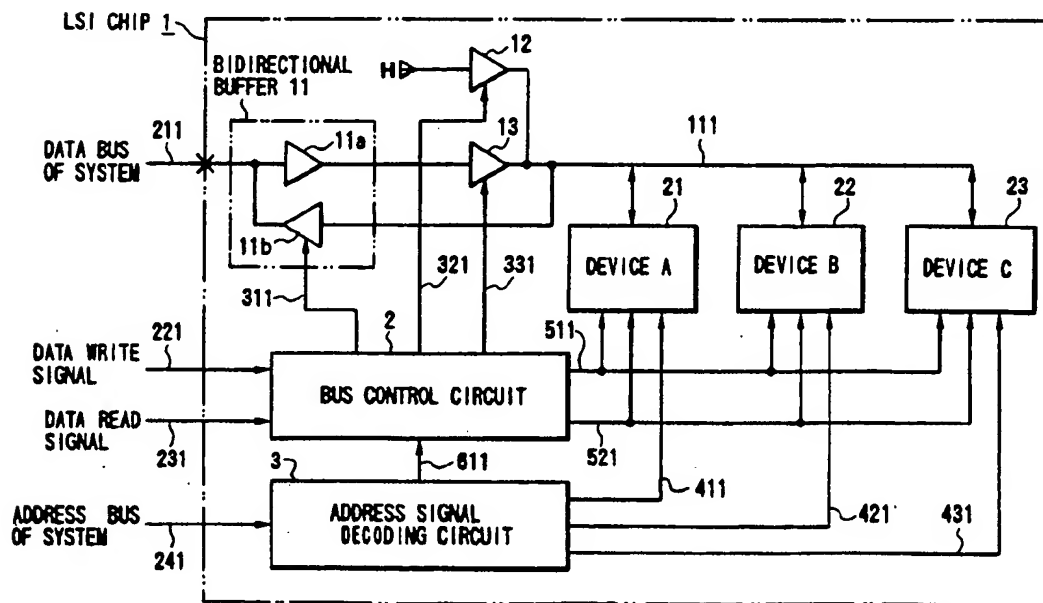 LSI CHIP 1
BIDIRECTIONAL
BUFFER 11
12
H
211
11a
13
111
DATA BUS
OF SYSTEM
21
22
23
11b
DEVICE A
DEVICE B
DEVICE C
311
321
331
221
2
511
DATA WRITE
SIGNAL
BUS CONTROL CIRCUIT
DATA READ
SIGNAL
231
521
3
611
411
ADDRESS BUS
OF SYSTEM
ADDRESS SIGNAL
DECODING CIRCUIT
421
431
241